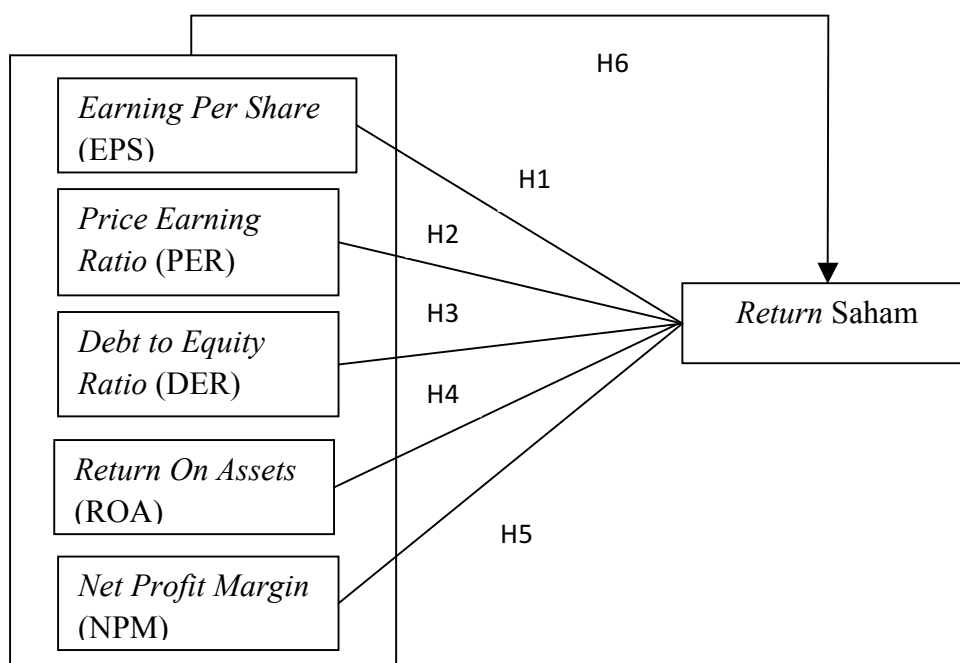 H6
Earning Per Share
(EPS)
H1
Price Earning
Ratio (PER)
H2
H3
Return Saham
Debt to Equity
Ratio (DER)
H4
Return On Assets
(ROA)
H5
Net Profit Margin
(NPM)